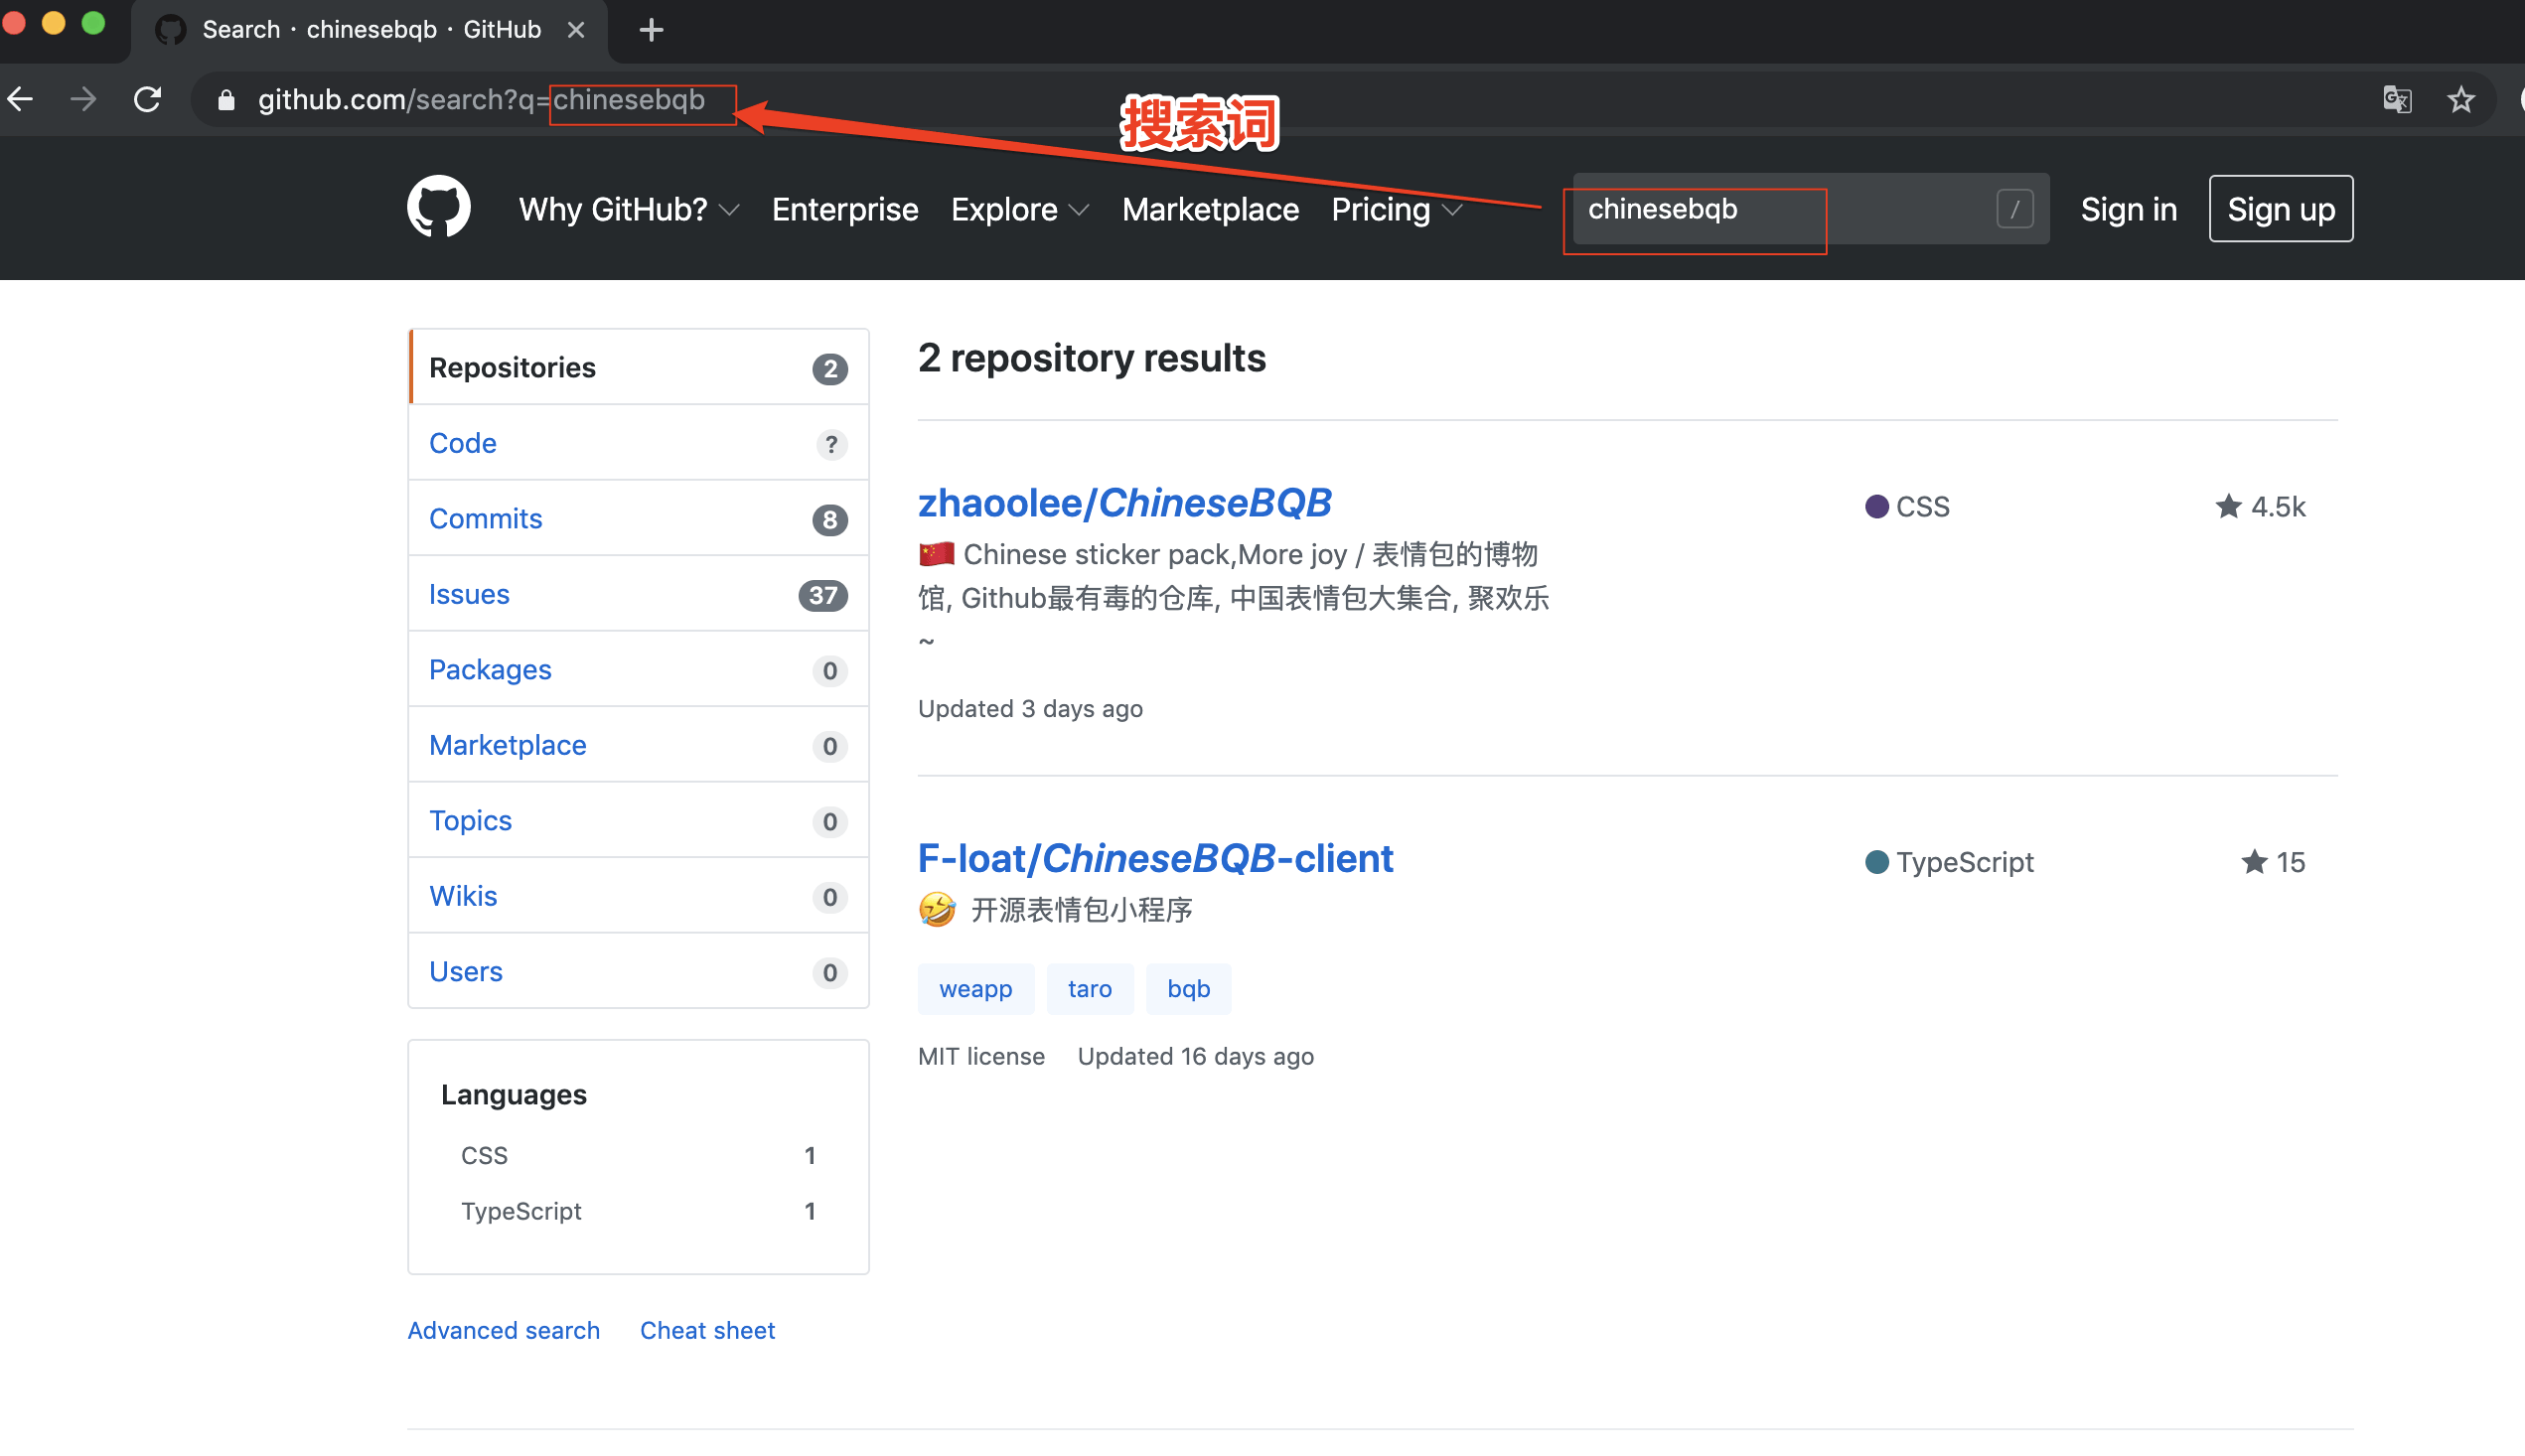 Search · chinesebqb · GitHub
github.com/search?q=chinesebqb
搜索词
Why GitHub? Enterprise Explore Marketplace Pricing chinesebqb / Sign in Sign up
Repositories 2
Code ?
Commits 8
Issues 37
Packages 0
Marketplace 0
Topics 0
Wikis 0
Users 0
Languages
CSS 1
TypeScript 1
Advanced search Cheat sheet
2 repository results
zhaoolee/ChineseBQB CSS 4.5k
🇨🇳 Chinese sticker pack,More joy / 表情包的博物
馆, Github最有毒的仓库, 中国表情包大集合, 聚欢乐
~
Updated 3 days ago
F-loat/ChineseBQB-client TypeScript 15
🤣 开源表情包小程序
weapp taro bqb
MIT license Updated 16 days ago